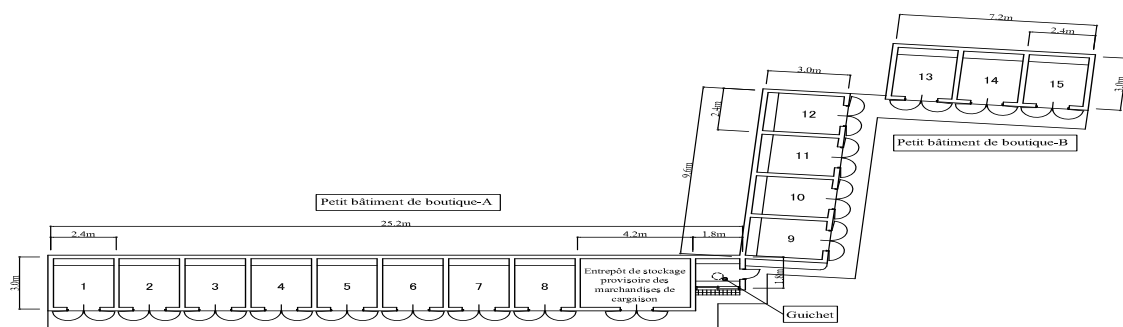 7.2m
2.4m
13
14
15
3.0m
3.0m
12
2.4m
11
10
9
9.6m
Petit bâtiment de boutique-B
Petit bâtiment de boutique-A
25.2m
2.4m
4.2m
1.8m
3.0m
1
2
3
4
5
6
7
8
Entrepôt de stockage
provisoire des
marchandises de
cargaison
1.8m
Guichet